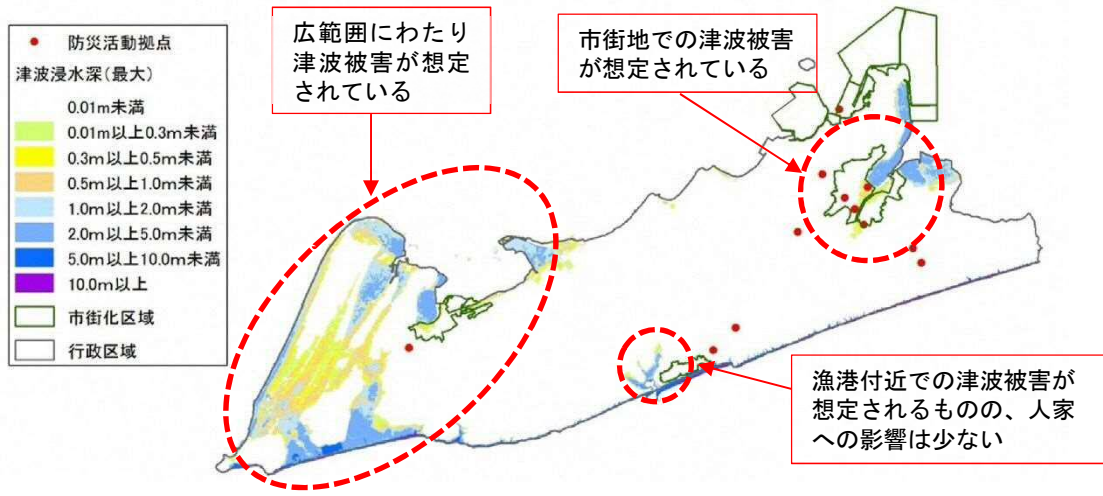 防災活動拠点
津波浸水深(最大)
0.01m未満
0.01m以上0.3m未満
0.3m以上0.5m未満
0.5m以上1.0m未満
1.0m以上2.0m未満
2.0m以上5.0m未満
5.0m以上10.0m未満
10.0m以上
市街化区域
行政区域
広範囲にわたり
津波被害が想定
されている
市街地での津波被害
が想定されている
漁港付近での津波被害が
想定されるものの、人家
への影響は少ない